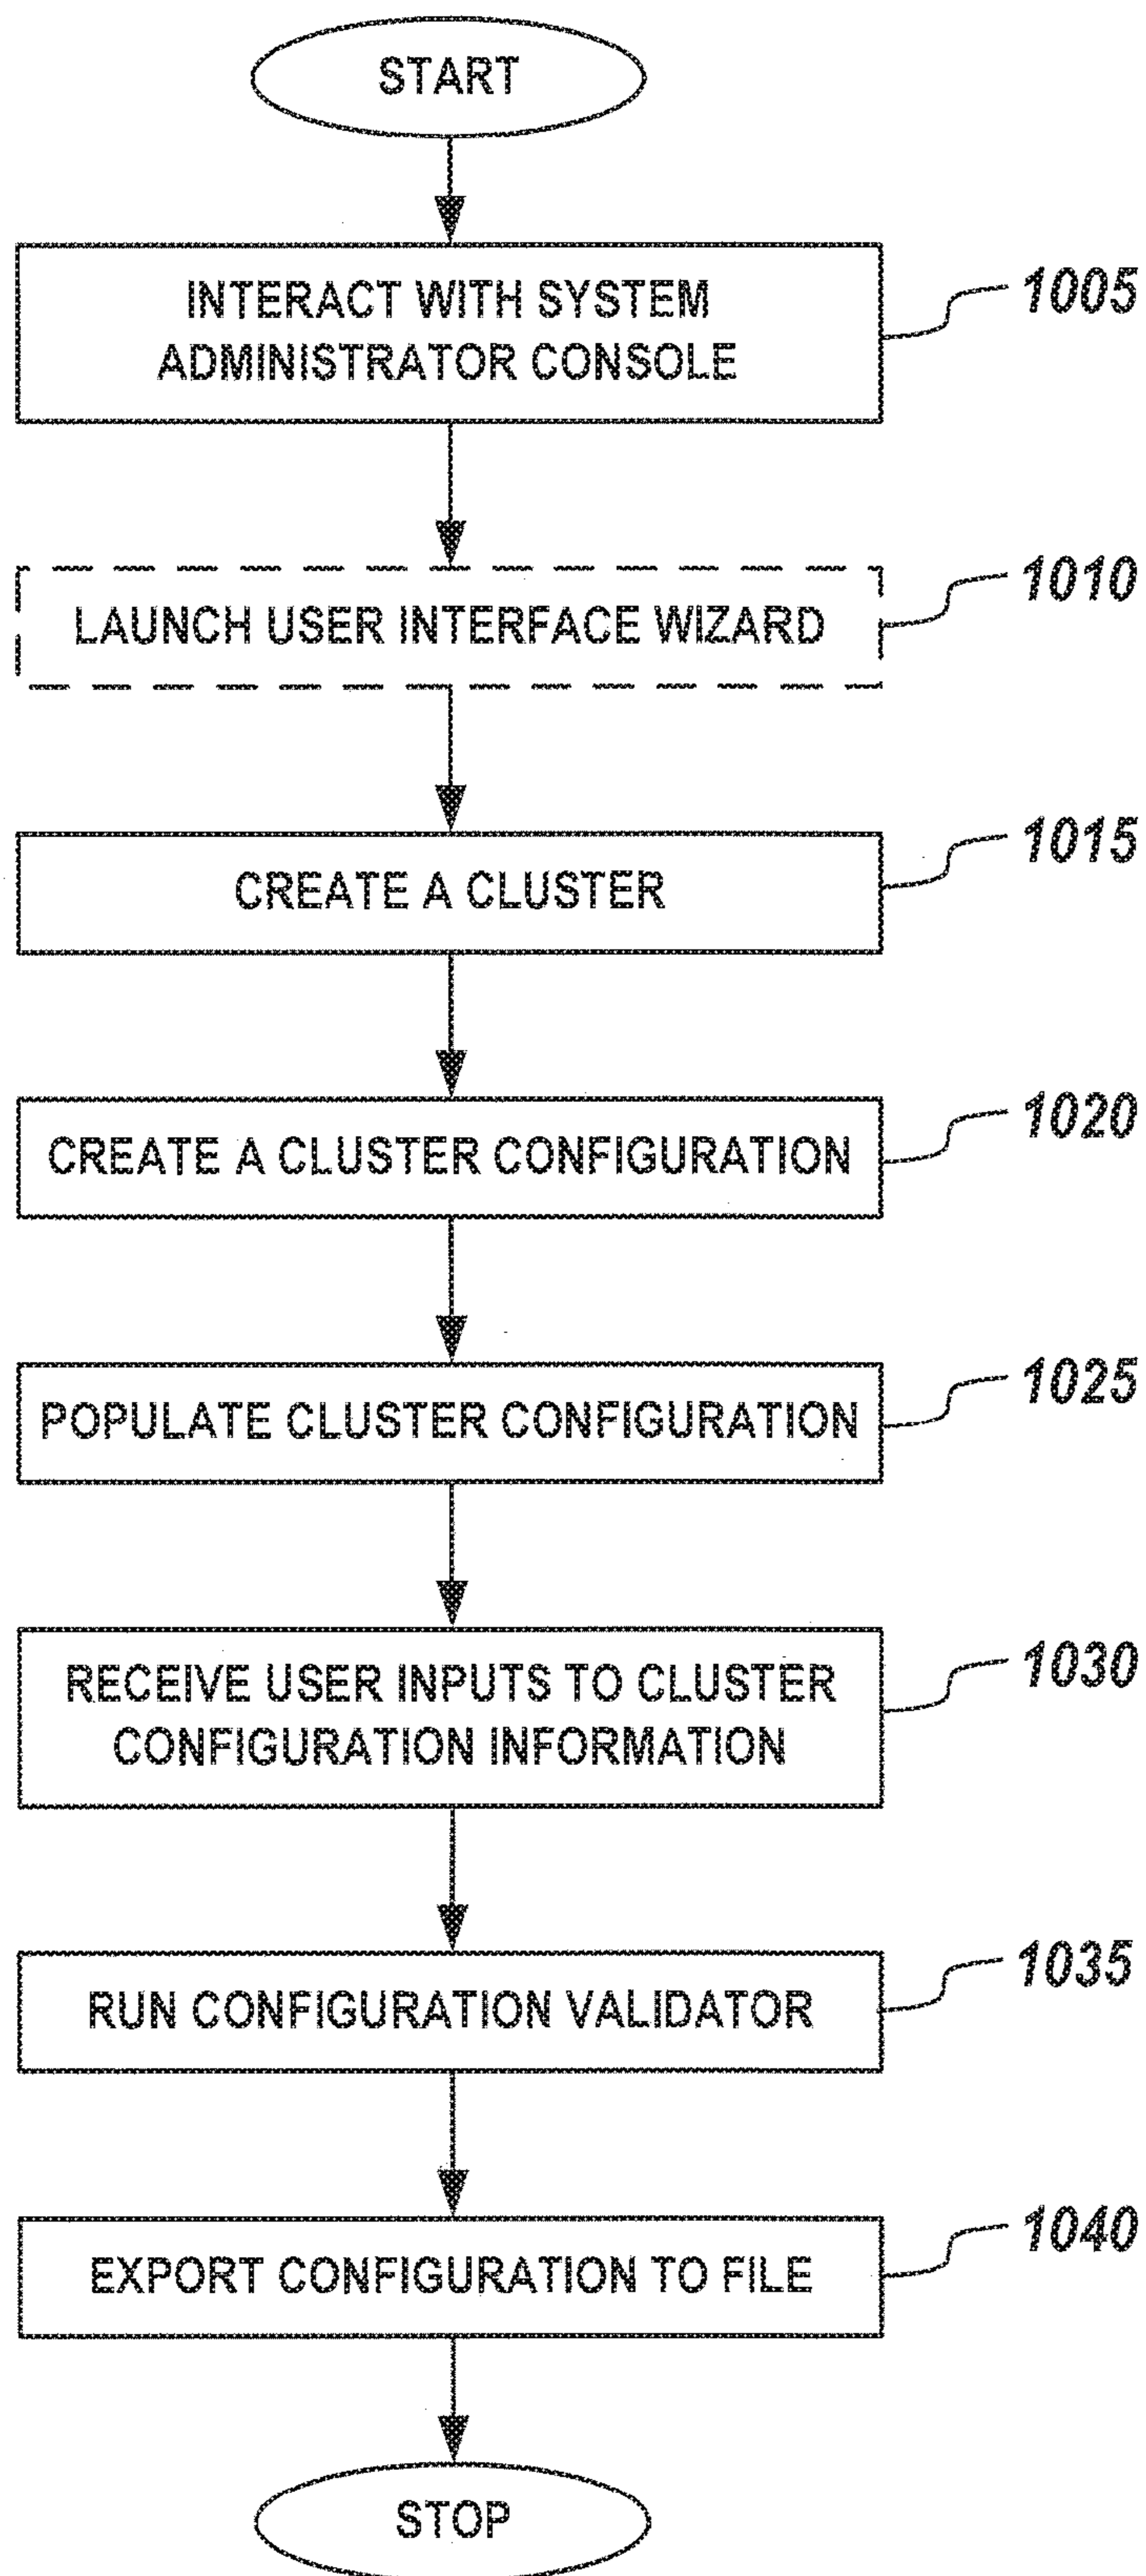 START
INTERACT WITH SYSTEM
ADMINISTRATOR CONSOLE
1005
LAUNCH USER INTERFACE WIZARD
1010
CREATE A CLUSTER
1015
CREATE A CLUSTER CONFIGURATION
1020
POPULATE CLUSTER CONFIGURATION
1025
RECEIVE USER INPUTS TO CLUSTER
CONFIGURATION INFORMATION
1030
RUN CONFIGURATION VALIDATOR
1035
EXPORT CONFIGURATION TO FILE
1040
STOP